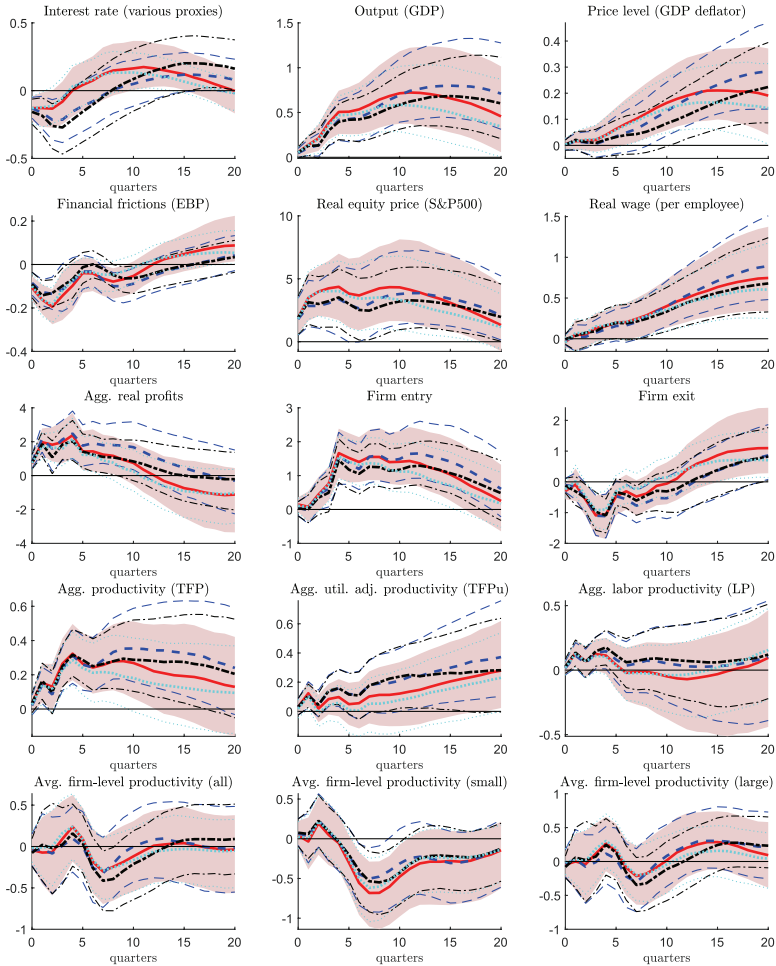 Interest rate (various proxies) Output (GDP) Price level (GDP deflator)
0.5 1.5 0.4
1 0.3
0 0.5 0.2
0.1
-0.5 0 0
0 5 10 15 20 0 5 10 15 20 0 5 10 15 20
quarters quarters quarters
Financial frictions (EBP) Real equity price (S&P500) Real wage (per employee)
0.2 10 1.5
0 5 1
-0.2 0.5
-0.4 0 0
0 5 10 15 20 0 5 10 15 20 0 5 10 15 20
quarters quarters quarters
Agg. real profits Firm entry Firm exit
4 3 2
2 2 1
0 1 0
-2 0 -1
-4 -1 -2
0 5 10 15 20 0 5 10 15 20 0 5 10 15 20
quarters quarters quarters
Agg. productivity (TFP) Agg. util. adj. productivity (TFPu) Agg. labor productivity (LP)
0.6 0.6 0.5
0.4 0.4
0.2 0.2 0
0 0 -0.5
0 5 10 15 20 0 5 10 15 20 0 5 10 15 20
quarters quarters quarters
Avg. firm-level productivity (all) Avg. firm-level productivity (small) Avg. firm-level productivity (large)
0.5 0.5 1
0 0 0.5
-0.5 -0.5 0
-1 -1 -0.5
-1
0 5 10 15 20 0 5 10 15 20 0 5 10 15 20
quarters quarters quarters